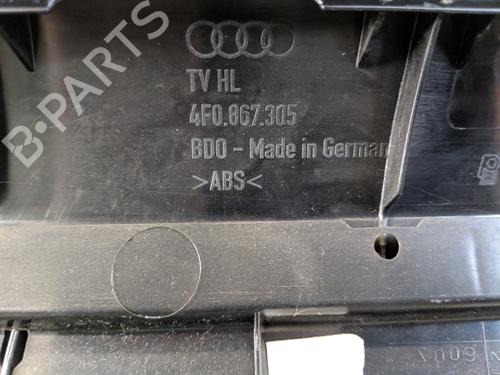 B-PARTS
TV HL
4F0.867.305
BDO - Made in German
>ABS<